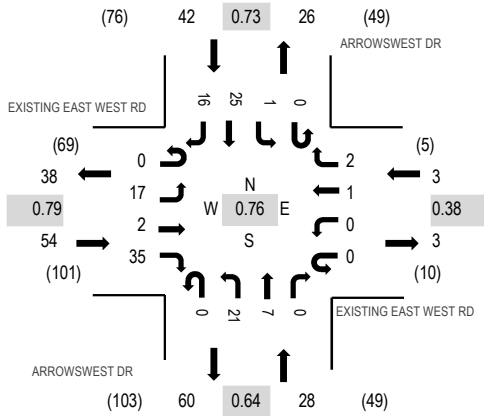 (76) 42 0.73 26 (49)
ARROWSWEST DR
16 25 1 0
EXISTING EAST WEST RD
(69) 0 2 (5)
38 17 N 1 3
0.79 W 0.76 E 0.38
54 2 S 0 3
(101) 35 0 (10)
0 21 7 0
EXISTING EAST WEST RD
ARROWSWEST DR
(103) 60 0.64 28 (49)